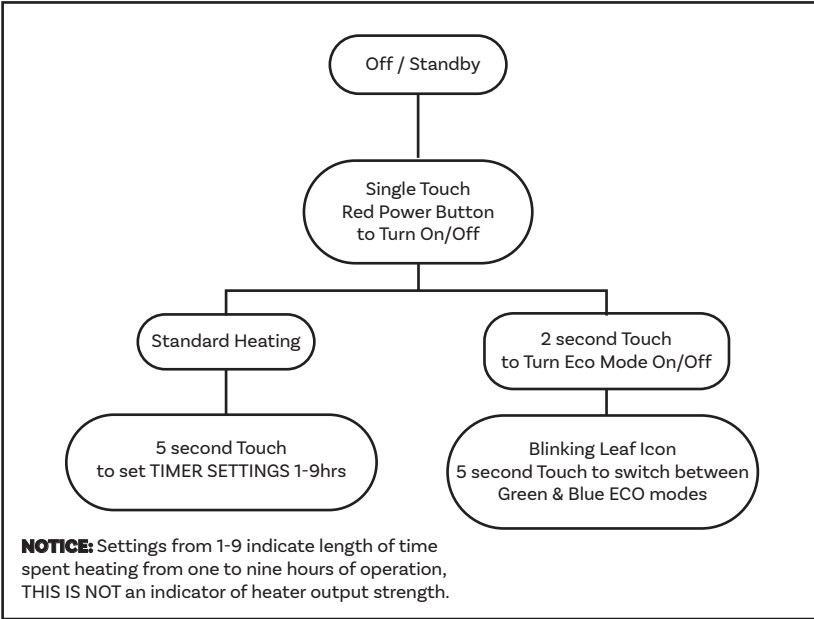 Off / Standby
Single Touch
Red Power Button
to Turn On/Off
Standard Heating
2 second Touch
to Turn Eco Mode On/Off
5 second Touch
to set TIMER SETTINGS 1-9hrs
Blinking Leaf Icon
5 second Touch to switch between
Green & Blue ECO modes
NOTICE: Settings from 1-9 indicate length of time
spent heating from one to nine hours of operation,
THIS IS NOT an indicator of heater output strength.